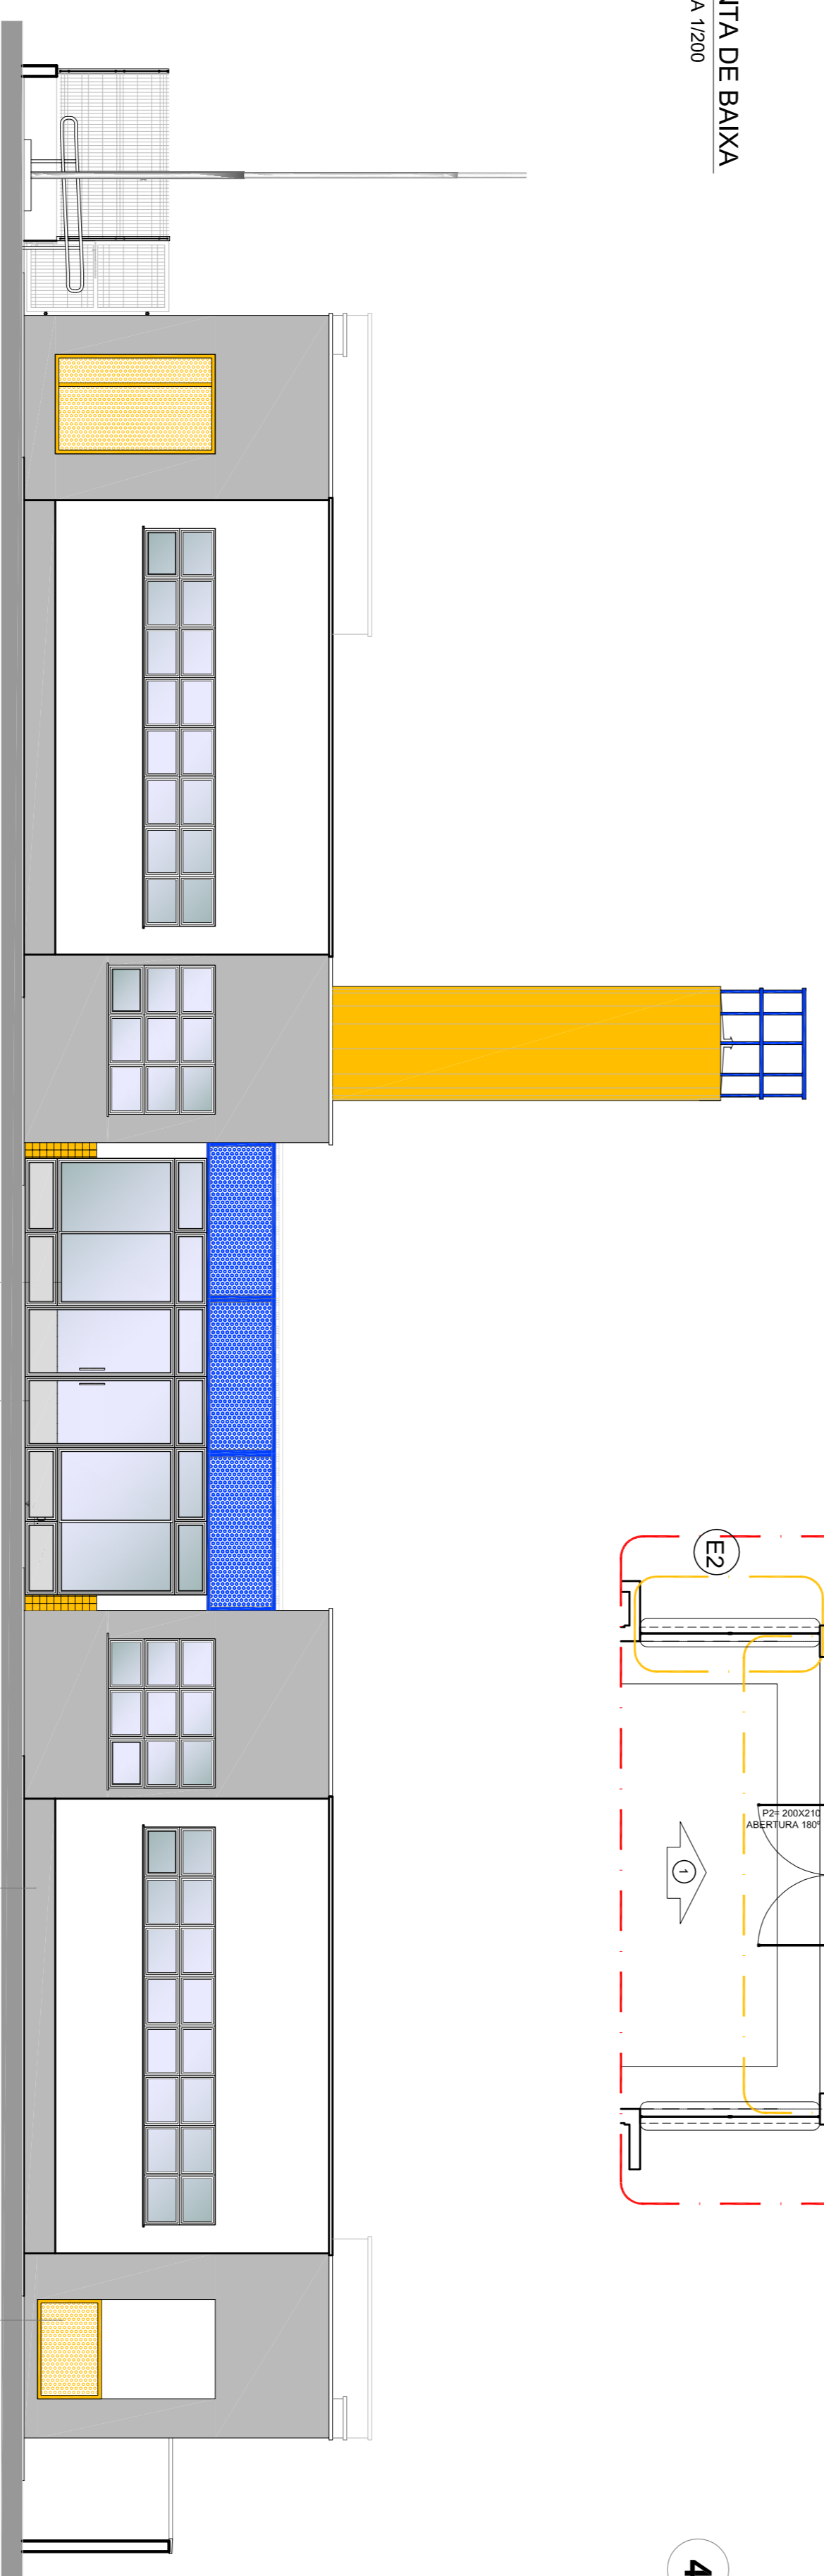 NTA DE BAIXA
A 1/200
E2
P2= 200X210
ABERTURA 180º
1
4